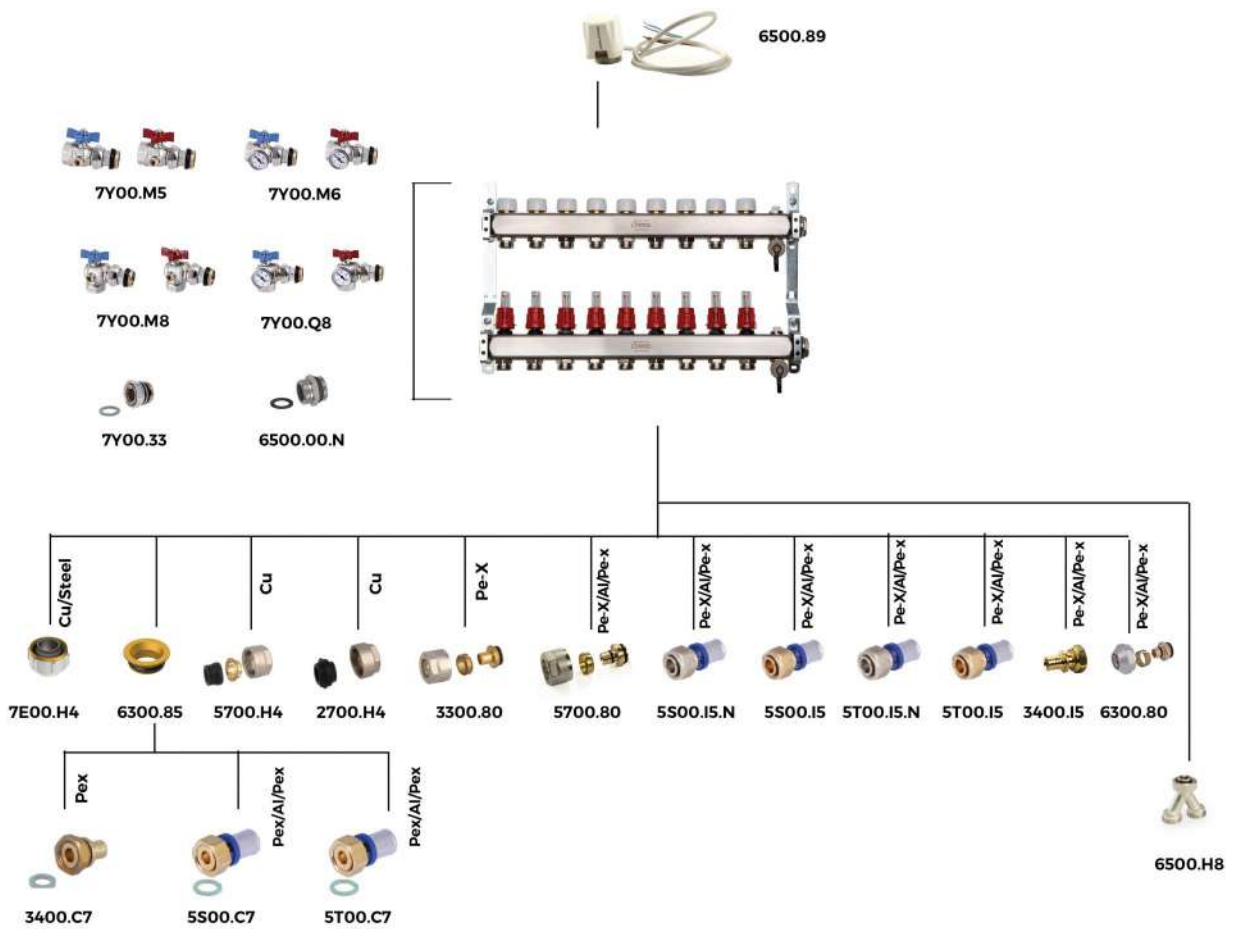 6500.89
7Y00.M5
7Y00.M6
7Y00.M8
7Y00.Q8
7Y00.33
6500.00.N
Cu/Steel
Cu
Cu
Pe-X
Pe-X/Al/Pe-x
Pe-X/Al/Pe-x
Pe-X/Al/Pe-x
Pe-X/Al/Pe-x
Pe-X/Al/Pe-x
Pe-X/Al/Pe-x
Pe-X/Al/Pe-x
7E00.H4
6300.85
5700.H4
2700.H4
3300.80
5700.80
5S00.I5.N
5S00.I5
5T00.I5.N
5T00.I5
3400.I5
6300.80
Pex
Pex/Al/Pex
Pex/Al/Pex
6500.H8
3400.C7
5S00.C7
5T00.C7